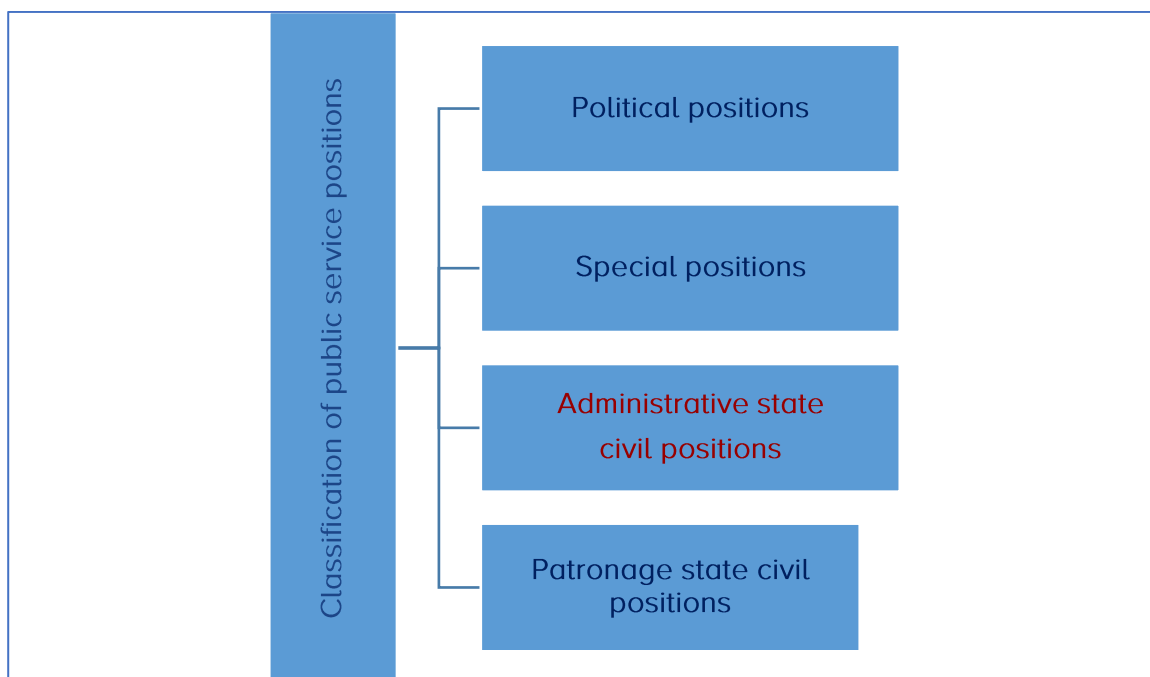 Classification of public service positions
Political positions
Special positions
Administrative state
civil positions
Patronage state civil
positions